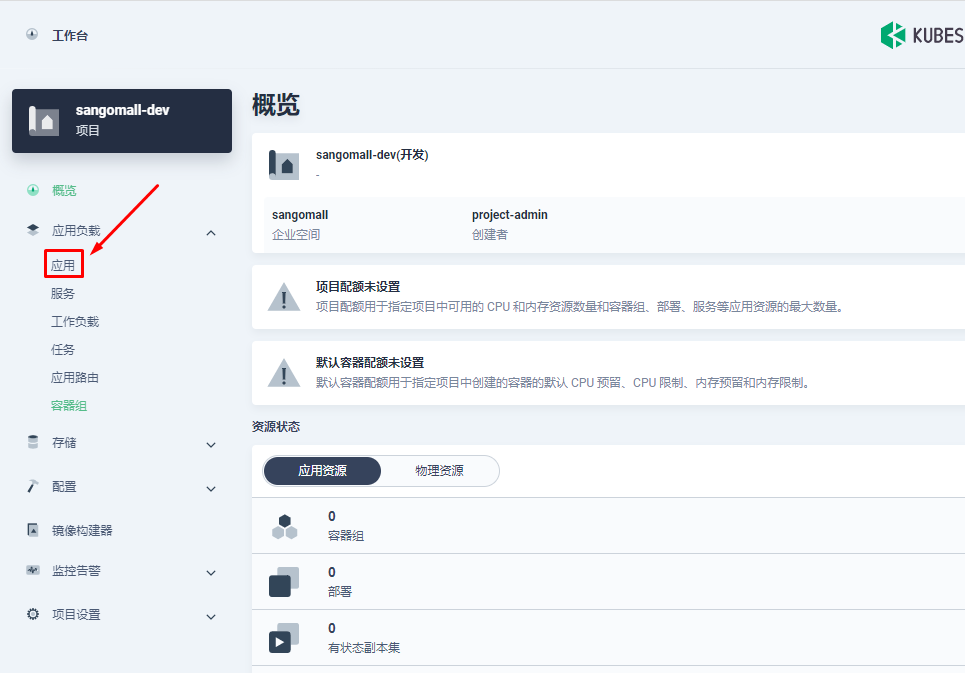 工作台
KUBES
sangomall-dev
项目
概览
应用负载
应用
服务
工作负载
任务
应用路由
容器组
存储
配置
镜像构建器
监控告警
项目设置
概览
sangomall-dev(开发)
-
sangomall
企业空间
project-admin
创建者
项目配额未设置
项目配额用于指定项目中可用的 CPU 和内存资源数量和容器组、部署、服务等应用资源的最大数量。
默认容器配额未设置
默认容器配额用于指定项目中创建的容器的默认 CPU 预留、CPU 限制、内存预留和内存限制。
资源状态
应用资源
物理资源
0
容器组
0
部署
0
有状态副本集